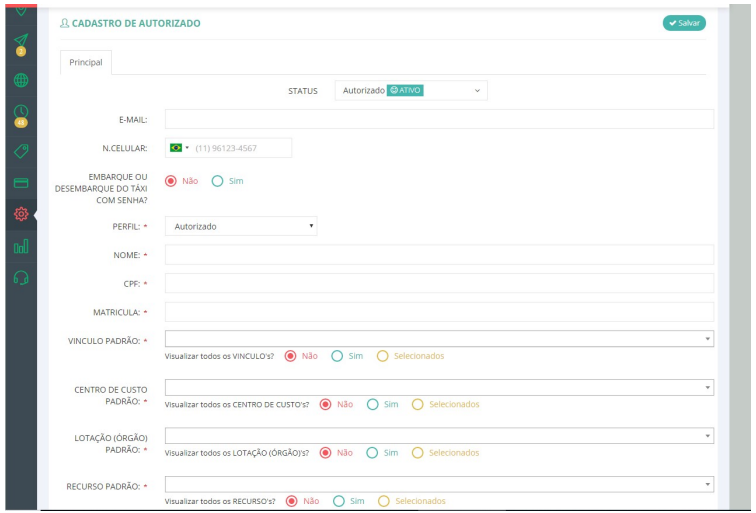 CADASTRO DE AUTORIZADO
Salvar
Principal
STATUS Autorizado ATIVO
2
48
E-MAIL:
N.CELULAR: (11) 96123-4567
EMBARQUE OU
DESEMBARQUE DO TÁXI
COM SENHA?
Não Sim
PERFIL: * Autorizado
NOME: *
CPF: *
MATRICULA: *
VINCULO PADRÃO: *
Visualizar todos os VINCULO's? Não Sim Selecionados
CENTRO DE CUSTO
PADRÃO: *
Visualizar todos os CENTRO DE CUSTO's? Não Sim Selecionados
LOTAÇÃO (ÓRGÃO)
PADRÃO: *
Visualizar todos os LOTAÇÃO (ÓRGÃO)'s? Não Sim Selecionados
RECURSO PADRÃO: *
Visualizar todos os RECURSO's? Não Sim Selecionados